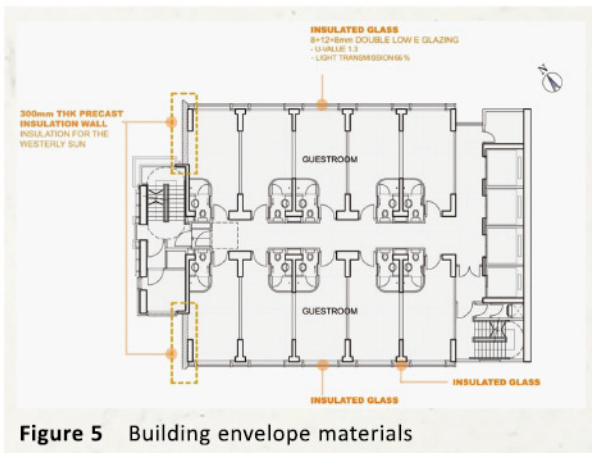 INSULATED GLASS
8+12+8mm DOUBLE LOW E GLAZING
- U-VALUE 1.3
- LIGHT TRANSMISSION 66%
N
300mm THK PRECAST
INSULATION WALL
INSULATION FOR THE
WESTERLY SUN
GUESTROOM
GUESTROOM
INSULATED GLASS
INSULATED GLASS
Figure 5 Building envelope materials